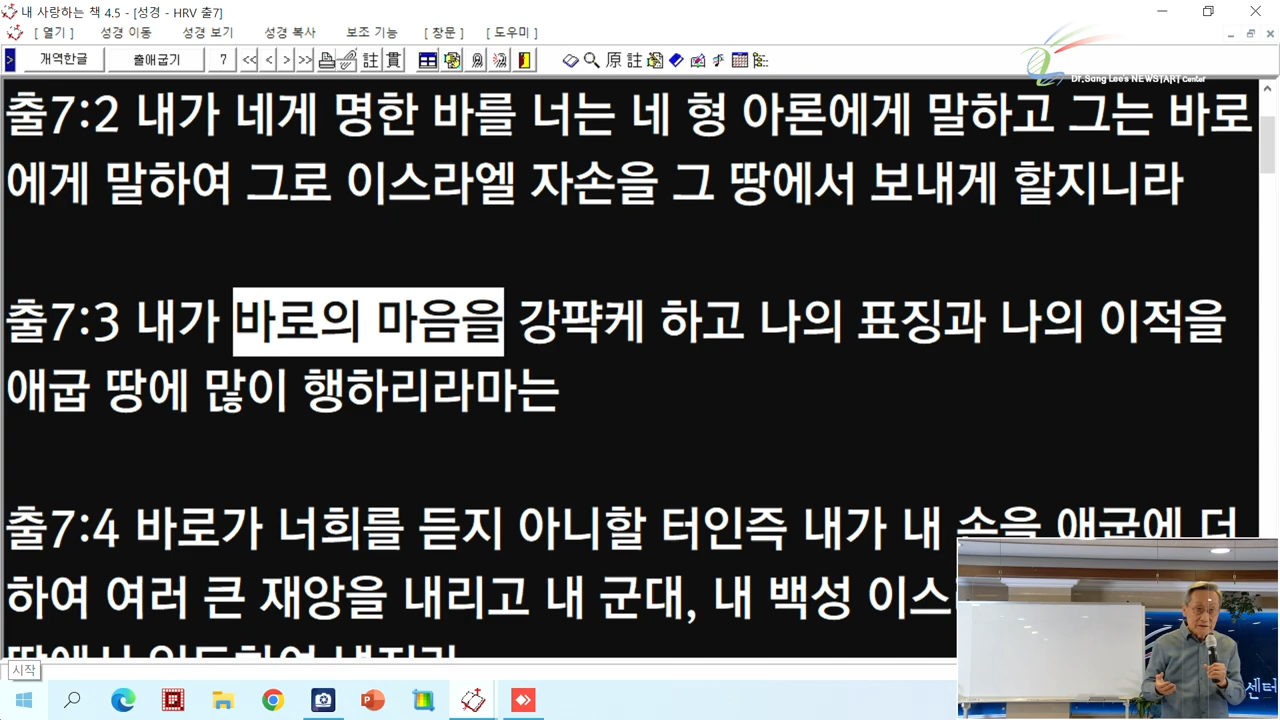 내 사랑하는 책 4.5 - [성경 - HRV 출7]
[ 열기 ] 성경 이동 성경 보기 성경 복사 보조 기능 [ 창문 ] [ 도우미 ]
개역한글 출애굽기 7 << < > >> 註 貫 原 註
Dr.Sang Lee's NEWSTART Center
출7:2 내가 네게 명한 바를 너는 네 형 아론에게 말하고 그는 바로
에게 말하여 그로 이스라엘 자손을 그 땅에서 보내게 할지니라
출7:3 내가 바로의 마음을 강퍅케 하고 나의 표징과 나의 이적을
애굽 땅에 많이 행하리라마는
출7:4 바로가 너희를 듣지 아니할 터인즉 내가 내 손을 애굽에 더
하여 여러 큰 재앙을 내리고 내 군대, 내 백성 이스
시작
센터